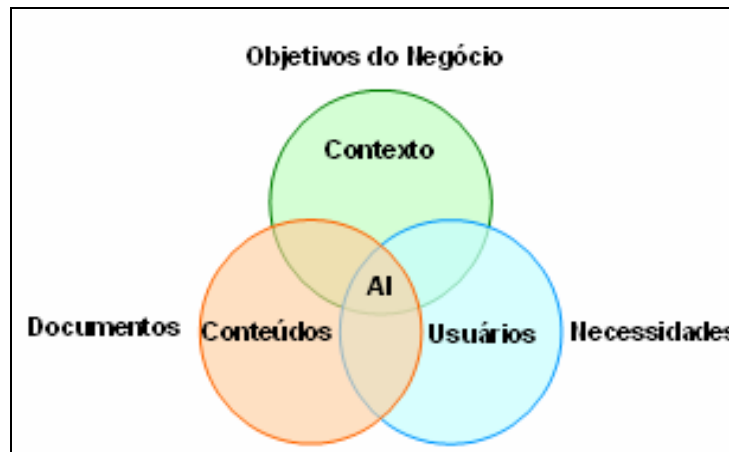 Objetivos do Negócio
Contexto
AI
Documentos Conteúdos Usuários Necessidades